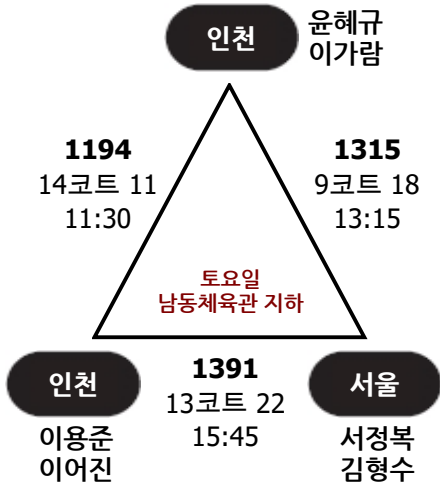 인천
윤혜규
이가람
1194
14코트 11
11:30
1315
9코트 18
13:15
토요일
남동체육관 지하
인천
이용준
이어진
1391
13코트 22
15:45
서울
서정복
김형수